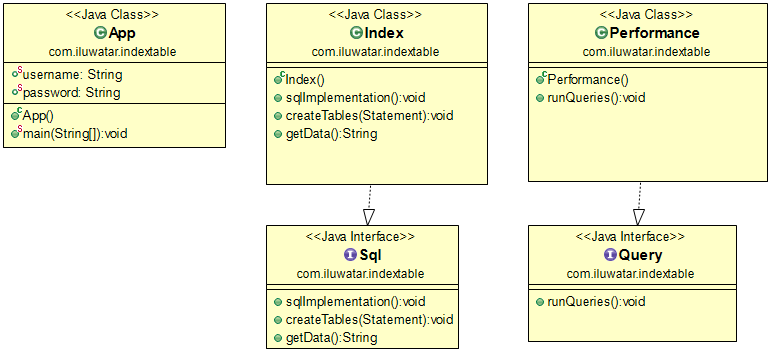 <<Java Class>>
App
com.iluwatar.indextable
username: String
password: String
App()
main(String[]):void
<<Java Class>>
Index
com.iluwatar.indextable
Index()
sqlImplementation():void
createTables(Statement):void
getData():String
<<Java Class>>
Performance
com.iluwatar.indextable
Performance()
runQueries():void
<<Java Interface>>
Sql
com.iluwatar.indextable
sqlImplementation():void
createTables(Statement):void
getData():String
<<Java Interface>>
Query
com.iluwatar.indextable
runQueries():void